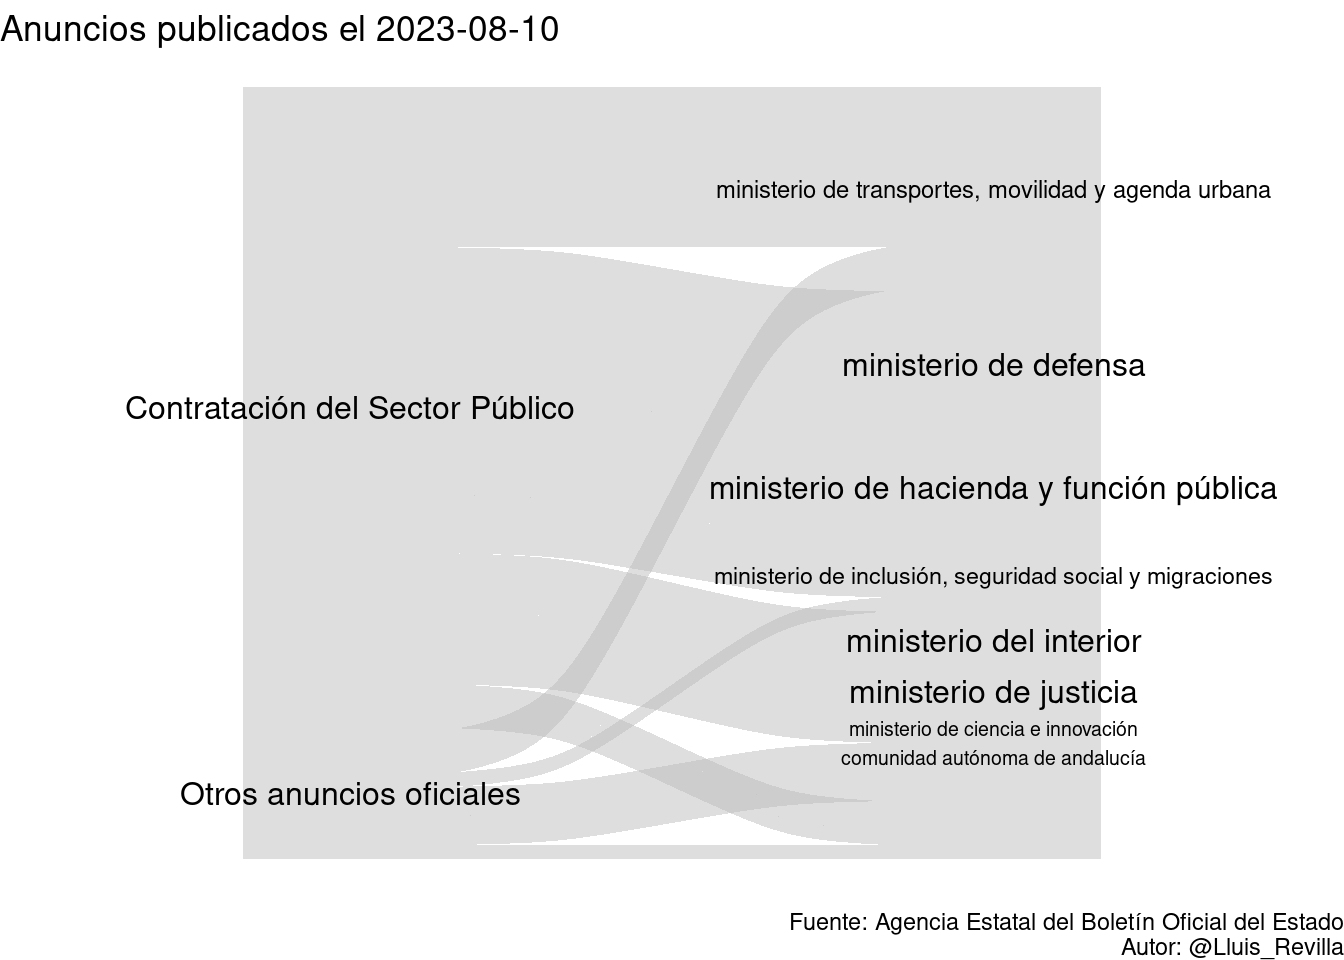 Anuncios publicados el 2023-08-10
ministerio de transportes, movilidad y agenda urbana
ministerio de defensa
Contratación del Sector Público
ministerio de hacienda y función pública
ministerio de inclusión, seguridad social y migraciones
ministerio del interior
ministerio de justicia
ministerio de ciencia e innovación
comunidad autónoma de andalucía
Otros anuncios oficiales
Fuente: Agencia Estatal del Boletín Oficial del Estado
Autor: @Lluis_Revilla